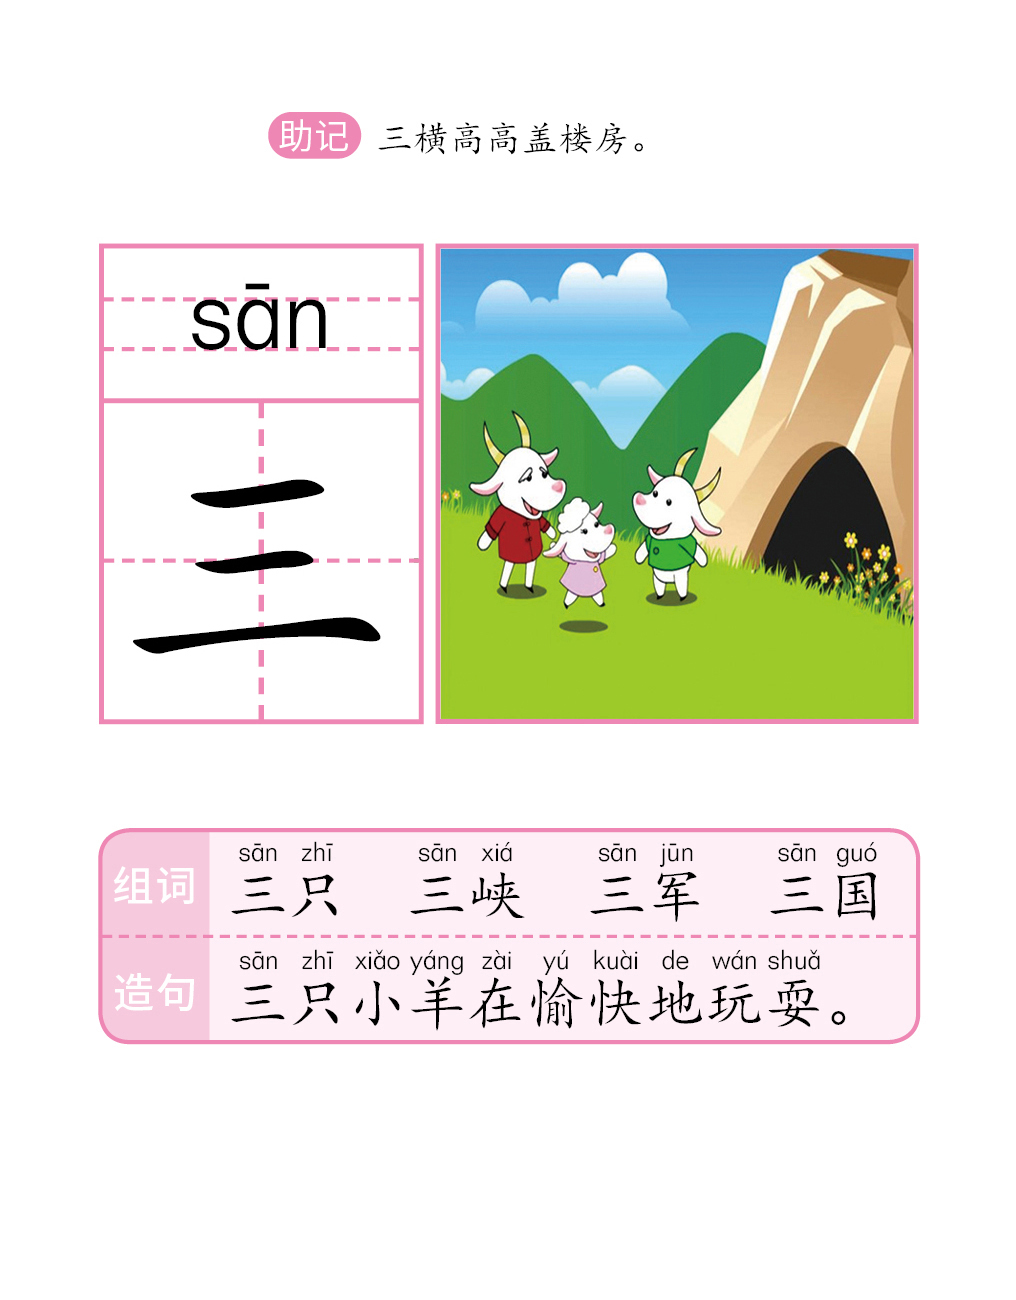 助记 三横高高盖楼房。
sān
三
sān zhī sān xiá sān jūn sān guó
组词 三只 三峡 三军 三国
sān zhī xiǎo yáng zài yú kuài de wán shuǎ
造句 三只小羊在愉快地玩耍。